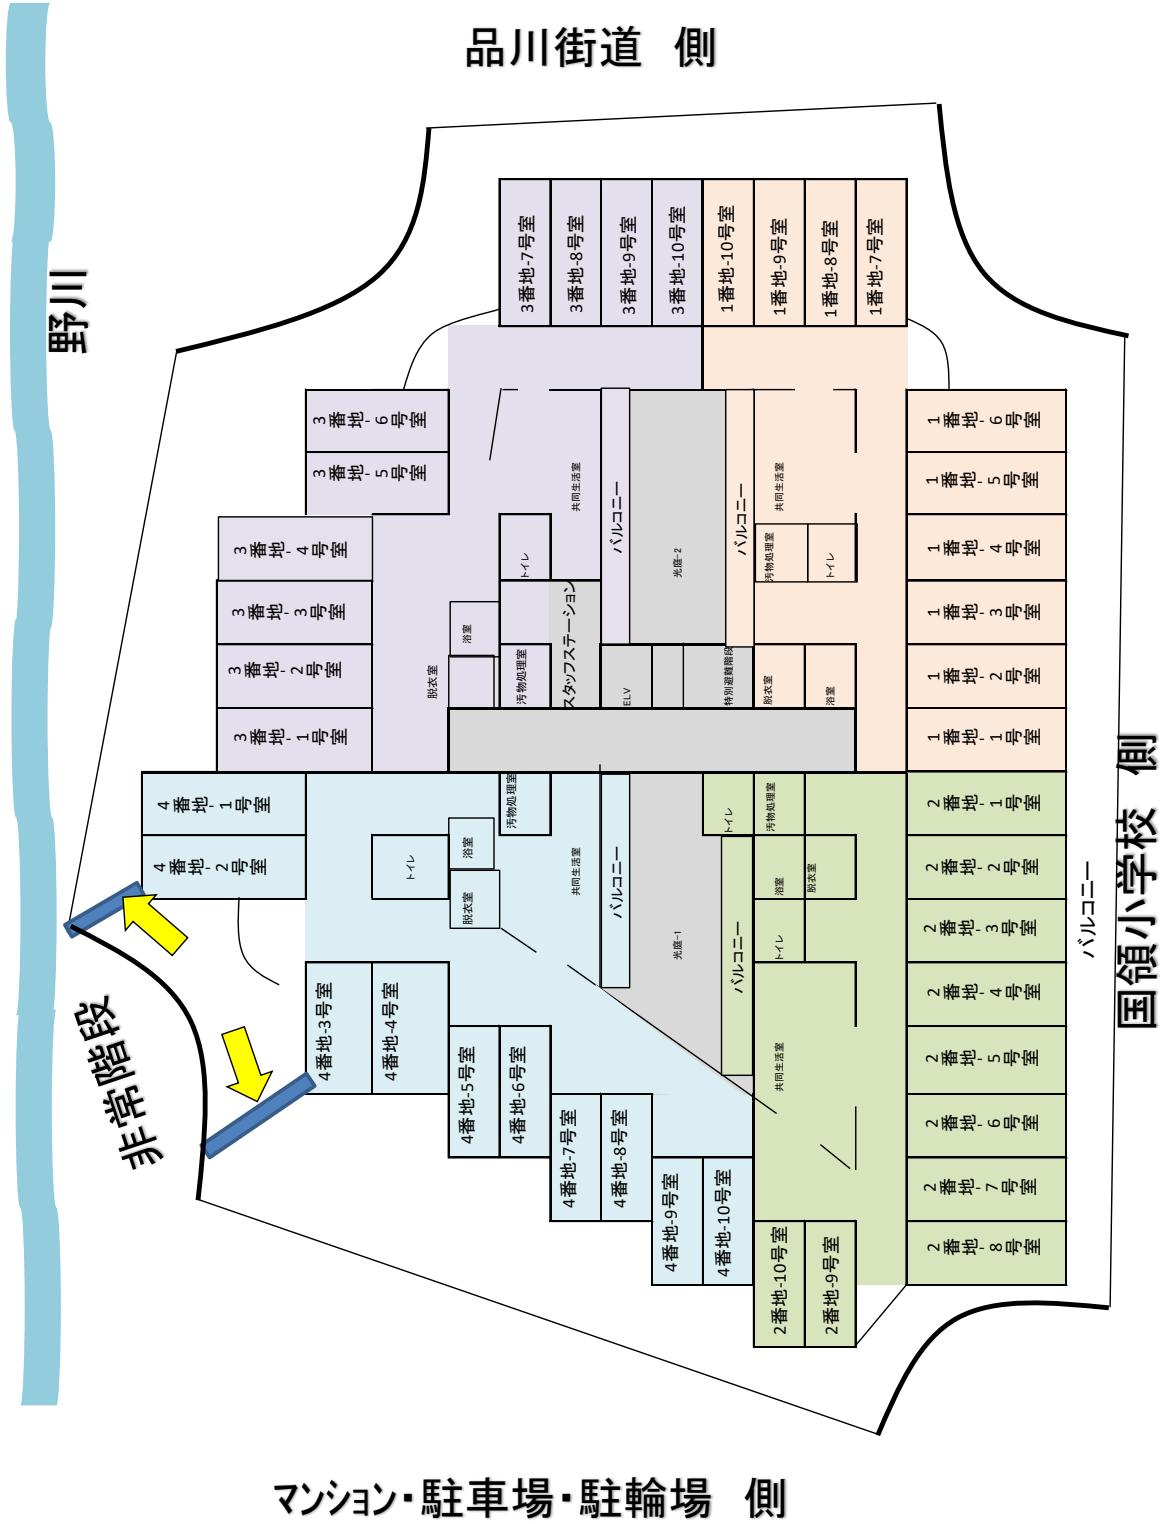 品川街道　側
野川
3番地-7号室
3番地-8号室
3番地-9号室
3番地-10号室
1番地-10号室
1番地-9号室
1番地-8号室
1番地-7号室
3番地-6号室
3番地-5号室
3番地-4号室
3番地-3号室
3番地-2号室
3番地-1号室
共同生活室
バルコニー
光庭-2
バルコニー
共同生活室
トイレ
汚物処理室
トイレ
浴室
脱衣室
汚物処理室
スタッフステーション
ELV
特別避難階段
脱衣室
浴室
1番地-6号室
1番地-5号室
1番地-4号室
1番地-3号室
1番地-2号室
1番地-1号室
4番地-1号室
4番地-2号室
汚物処理室
浴室
トイレ
脱衣室
共同生活室
バルコニー
光庭-1
トイレ
汚物処理室
バルコニー
浴室
脱衣室
トイレ
共同生活室
2番地-1号室
2番地-2号室
2番地-3号室
2番地-4号室
2番地-5号室
2番地-6号室
2番地-7号室
2番地-8号室
バルコニー
国領小学校　側
非常階段
4番地-3号室
4番地-4号室
4番地-5号室
4番地-6号室
4番地-7号室
4番地-8号室
4番地-9号室
4番地-10号室
2番地-10号室
2番地-9号室
マンション・駐車場・駐輪場　側